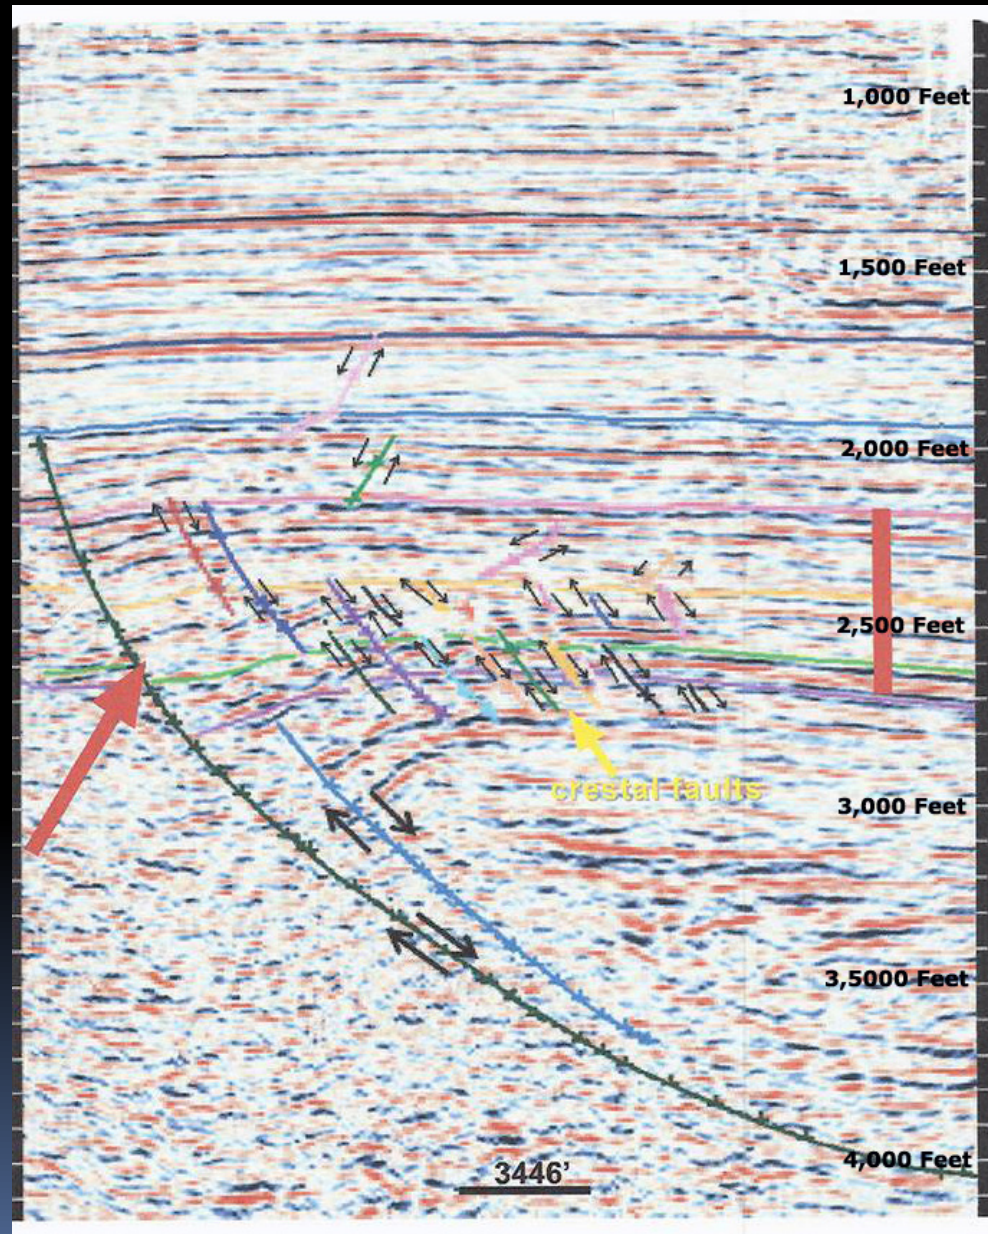 1,000 Feet
1,500 Feet
2,000 Feet
2,500 Feet
crestal faults
3,000 Feet
3,5000 Feet
4,000 Feet
3446’